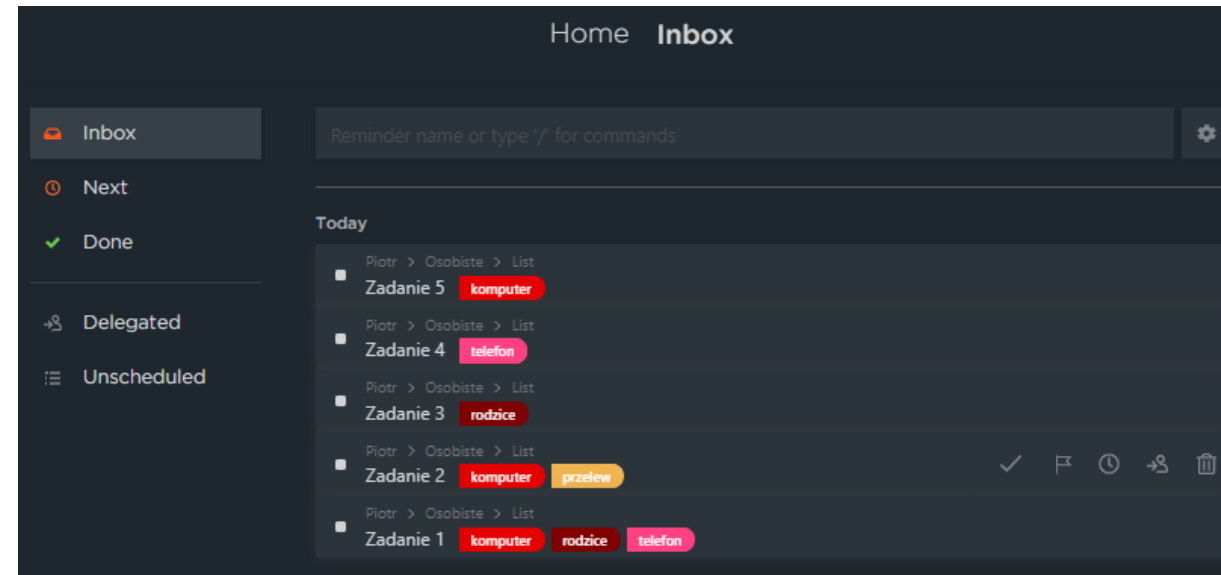 Home Inbox
Inbox
Next
Done
Delegated
Unscheduled
Reminder name or type '/' for commands
Today
Piotr > Osobiste > List
Zadanie 5 komputer
Piotr > Osobiste > List
Zadanie 4 telefon
Piotr > Osobiste > List
Zadanie 3 rodzice
Piotr > Osobiste > List
Zadanie 2 komputer przelew
Piotr > Osobiste > List
Zadanie 1 komputer rodzice telefon